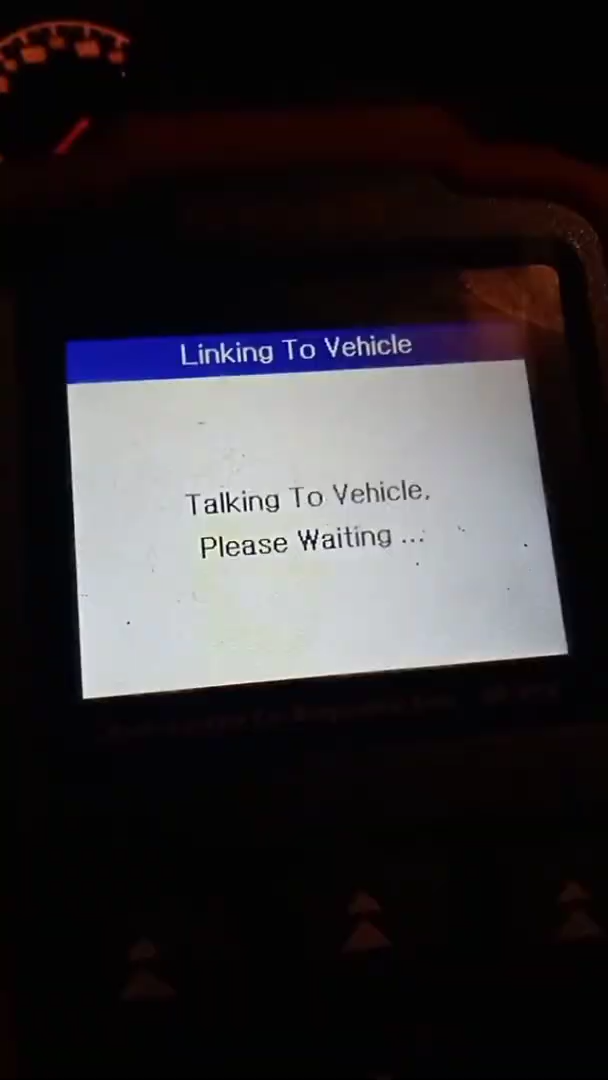 Linking To Vehicle
Talking To Vehicle,
Please Waiting ...